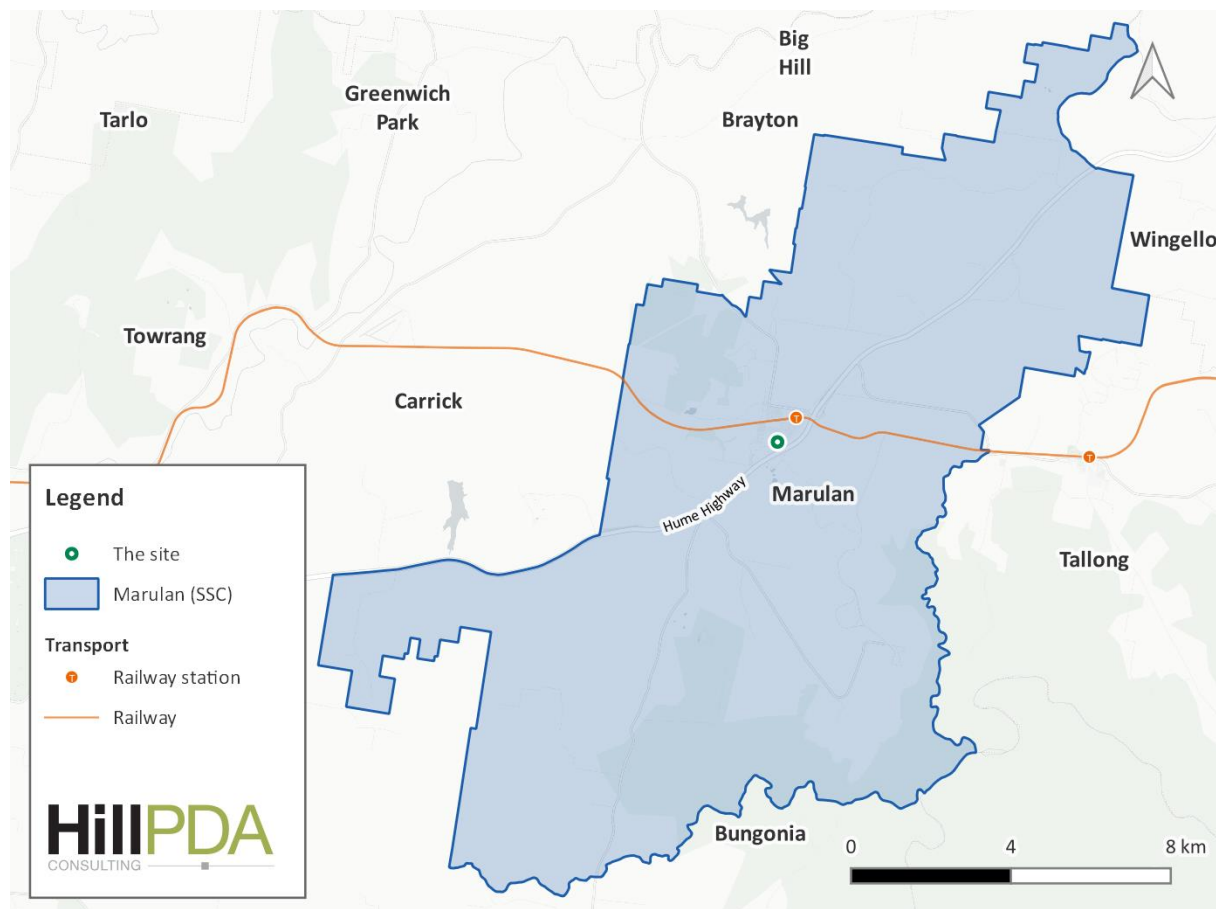 Big
Hill
Greenwich
Park
Tarlo
Brayton
Wingello
Towrang
Carrick
T
Hume Highway
Marulan
T
Tallong
Bungonia
Legend
The site
Marulan (SSC)
Transport
T Railway station
Railway
HillPDA
CONSULTING
0 4 8 km